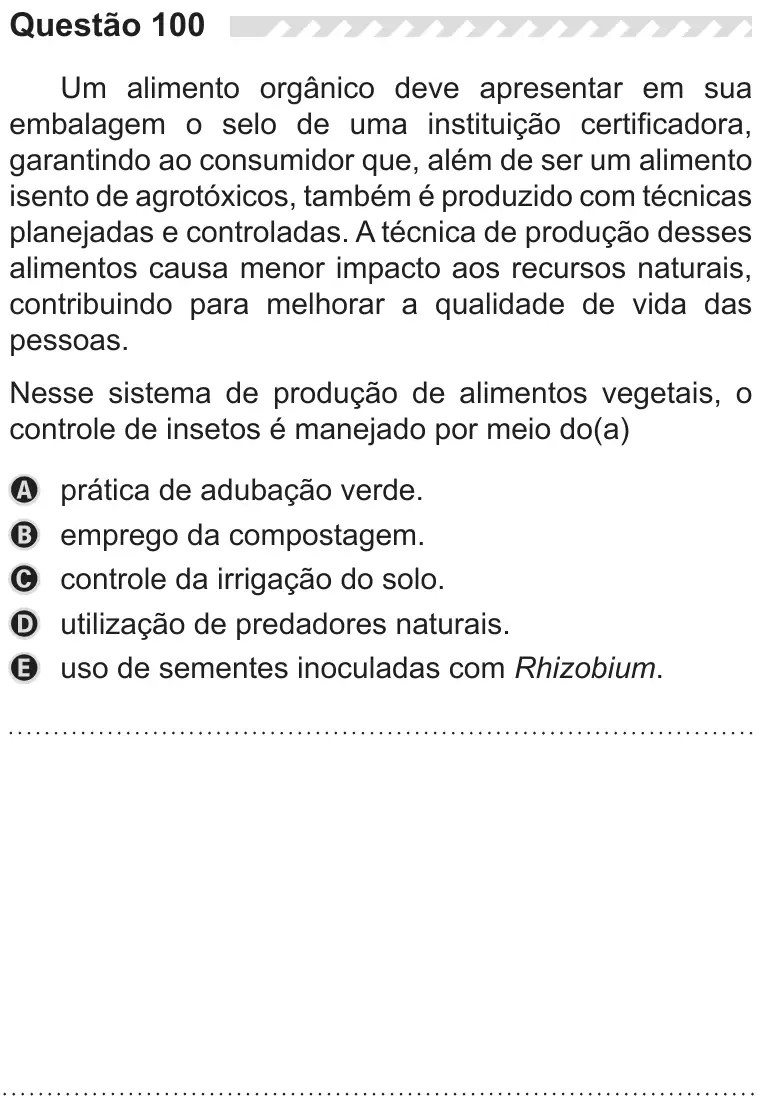 Questão 100
Um alimento orgânico deve apresentar em sua
embalagem o selo de uma instituição certificadora,
garantindo ao consumidor que, além de ser um alimento
isento de agrotóxicos, também é produzido com técnicas
planejadas e controladas. A técnica de produção desses
alimentos causa menor impacto aos recursos naturais,
contribuindo para melhorar a qualidade de vida das
pessoas.
Nesse sistema de produção de alimentos vegetais, o
controle de insetos é manejado por meio do(a)
A prática de adubação verde.
B emprego da compostagem.
C controle da irrigação do solo.
D utilização de predadores naturais.
E uso de sementes inoculadas com Rhizobium.